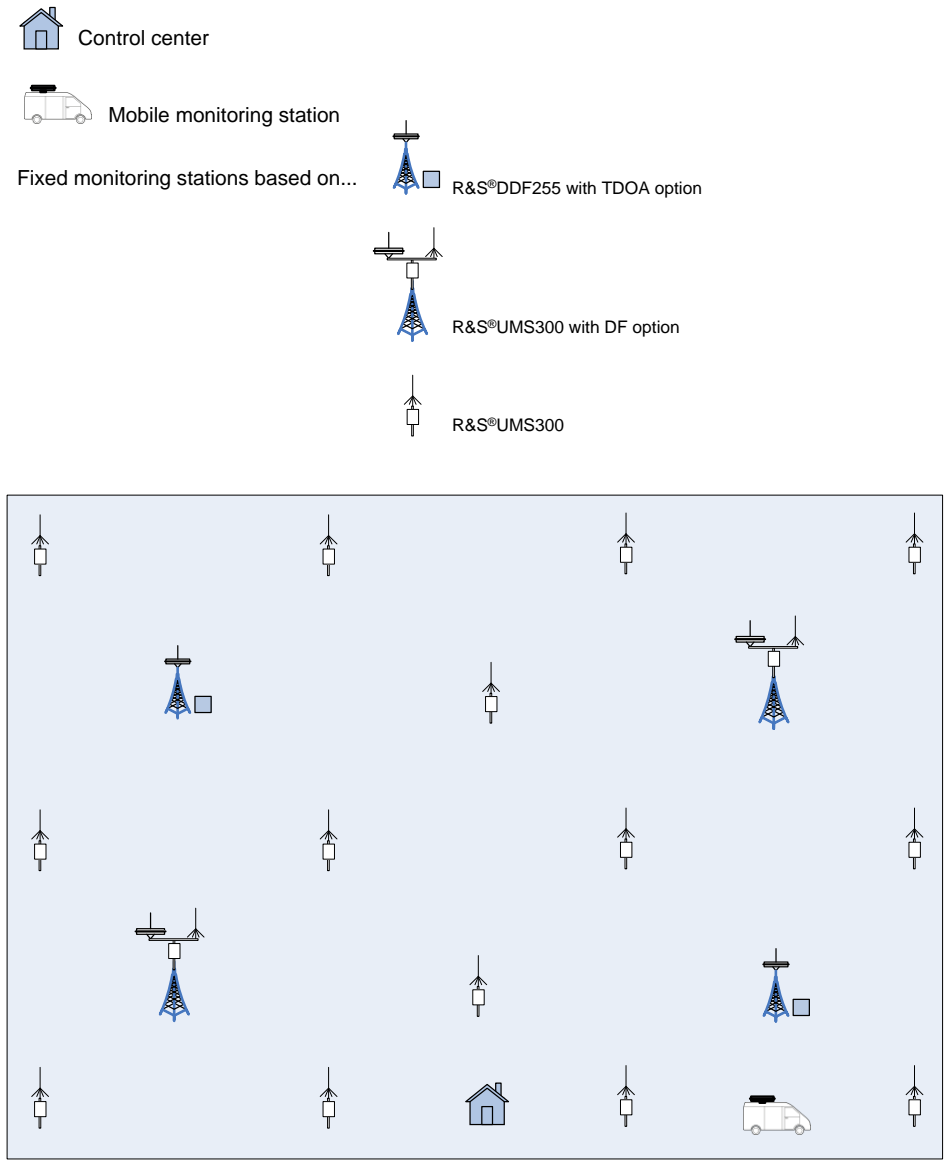 Control center
Mobile monitoring station
Fixed monitoring stations based on...
R&S®DDF255 with TDOA option
R&S®UMS300 with DF option
R&S®UMS300